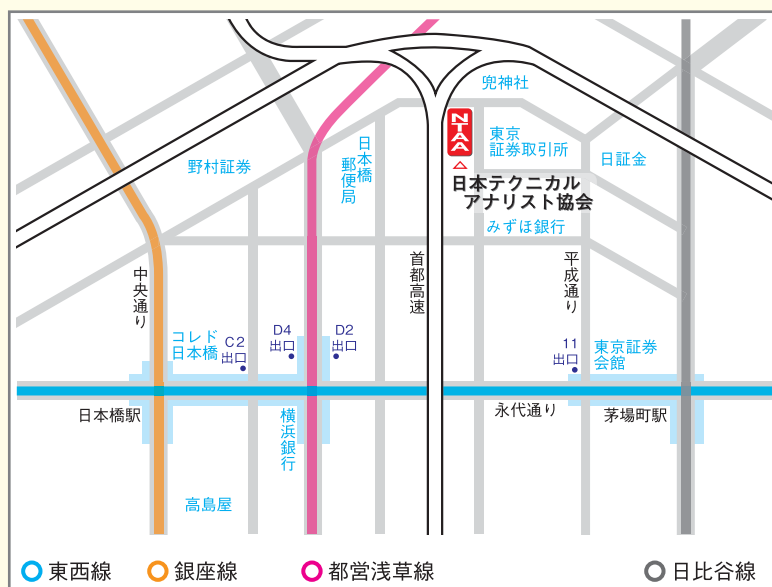 兜神社
NTAA
東京
証券取引所
日本橋
郵便局
野村証券
日証金
日本テクニカル
アナリスト協会
みずほ銀行
中央通り
首都高速
平成通り
コレド
日本橋
C2
出口
D4
出口
D2
出口
11
出口
東京証券
会館
日本橋駅
横浜銀行
永代通り
茅場町駅
高島屋
東西線
銀座線
都営浅草線
日比谷線